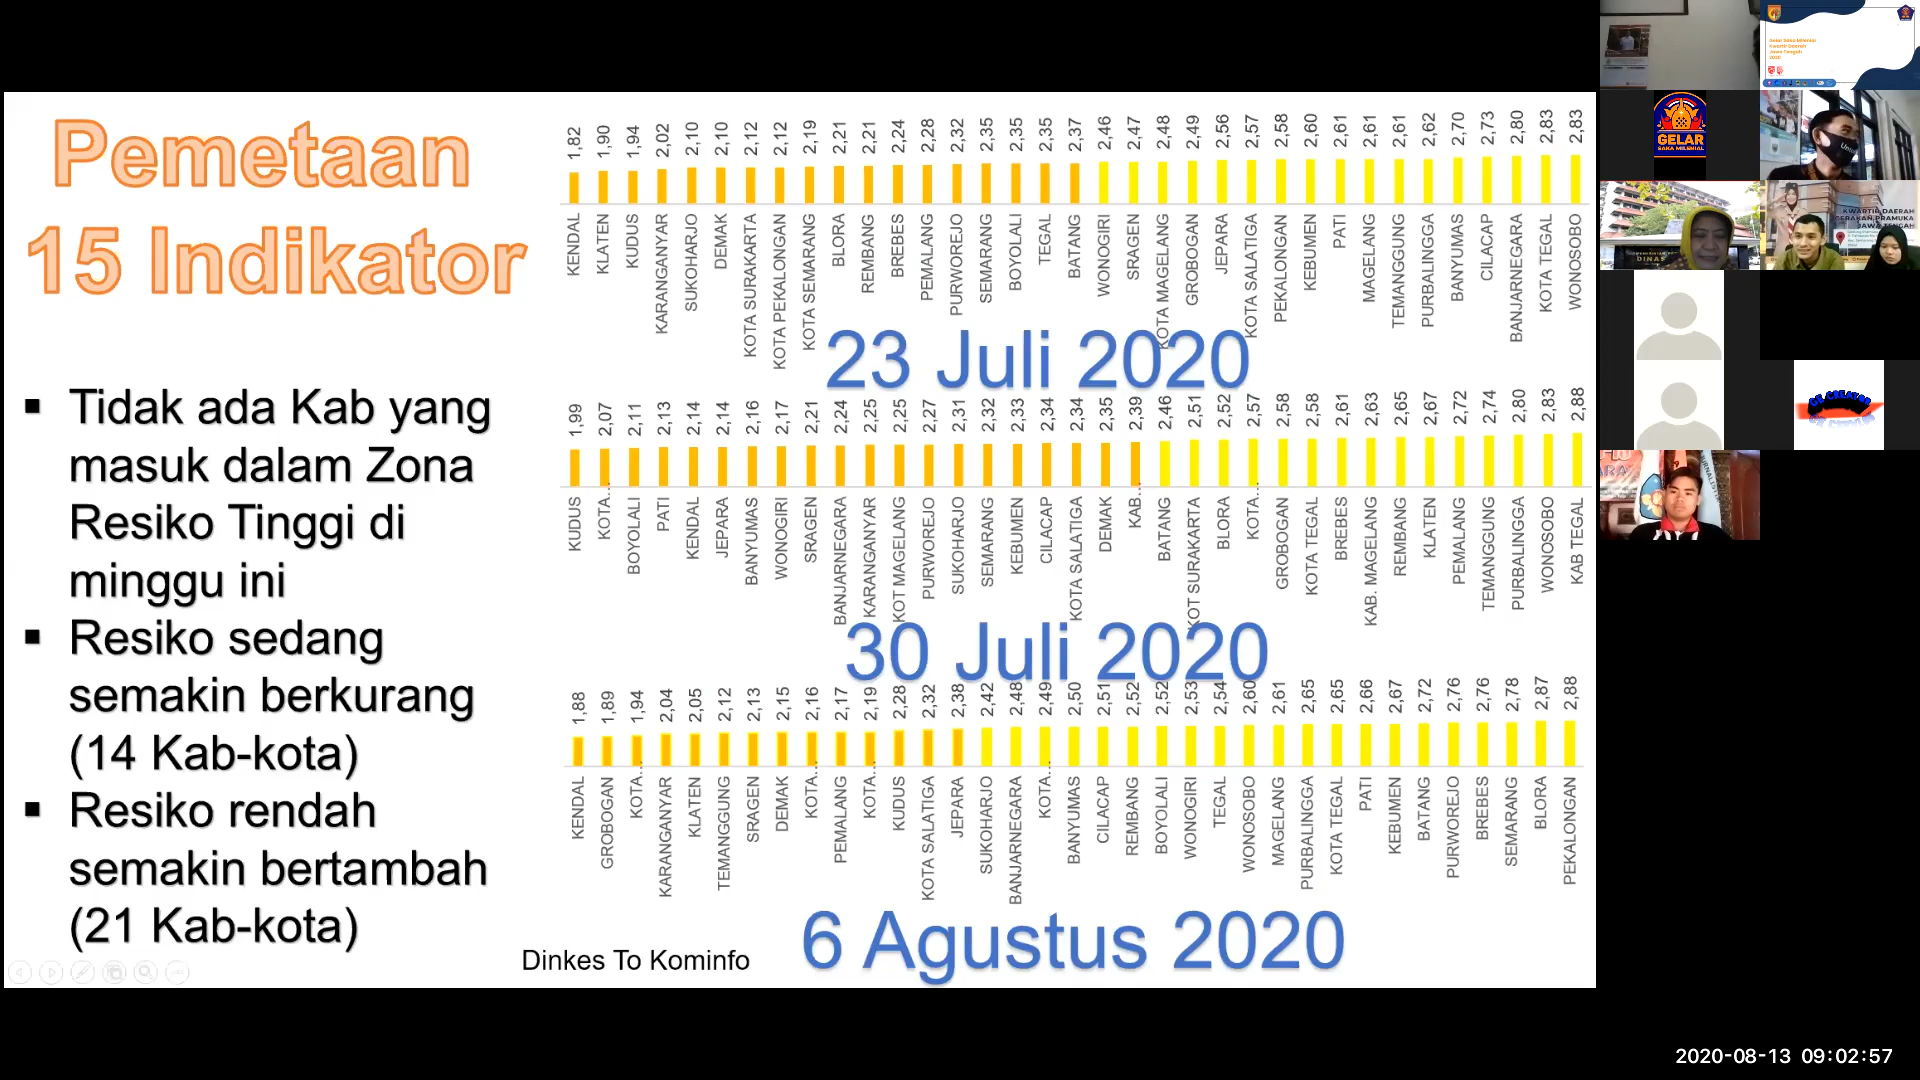 Pemetaan
15 Indikator
▪ Tidak ada Kab yang
masuk dalam Zona
Resiko Tinggi di
minggu ini
▪ Resiko sedang
semakin berkurang
(14 Kab-kota)
▪ Resiko rendah
semakin bertambah
(21 Kab-kota)
1,82 1,90 1,94 2,02 2,10 2,10 2,12 2,12 2,19 2,21 2,21 2,24 2,28 2,32 2,35 2,35 2,35 2,37 2,46 2,47 2,48 2,49 2,56 2,57 2,58 2,60 2,61 2,61 2,61 2,62 2,70 2,73 2,80 2,83 2,83
KENDAL KLATEN KUDUS KARANGANYAR SUKOHARJO DEMAK KOTA SURAKARTA KOTA PEKALONGAN KOTA SEMARANG BLORA REMBANG BREBES PEMALANG PURWOREJO SEMARANG BOYOLALI TEGAL BATANG WONOGIRI SRAGEN KOTA MAGELANG GROBOGAN JEPARA KOTA SALATIGA PEKALONGAN KEBUMEN PATI MAGELANG TEMANGGUNG PURBALINGGA BANYUMAS CILACAP BANJARNEGARA KOTA TEGAL WONOSOBO
23 Juli 2020
1,99 2,07 2,11 2,13 2,14 2,14 2,16 2,17 2,21 2,24 2,25 2,25 2,27 2,31 2,32 2,33 2,34 2,34 2,35 2,39 2,46 2,51 2,52 2,57 2,58 2,58 2,61 2,63 2,65 2,67 2,72 2,74 2,80 2,83 2,88
KUDUS KOTA... BOYOLALI PATI KENDAL JEPARA BANYUMAS WONOGIRI SRAGEN BANJARNEGARA KARANGANYAR KOT MAGELANG PURWOREJO SUKOHARJO SEMARANG KEBUMEN CILACAP KOTA SALATIGA DEMAK KAB... BATANG KOT SURAKARTA BLORA KOTA... GROBOGAN KOTA TEGAL BREBES KAB. MAGELANG REMBANG KLATEN PEMALANG TEMANGGUNG PURBALINGGA WONOSOBO KAB TEGAL
30 Juli 2020
1,88 1,89 1,94 2,04 2,05 2,12 2,13 2,15 2,16 2,17 2,19 2,28 2,32 2,38 2,42 2,48 2,49 2,50 2,51 2,52 2,52 2,53 2,54 2,60 2,61 2,65 2,65 2,66 2,67 2,72 2,76 2,76 2,78 2,87 2,88
KENDAL GROBOGAN KOTA... KARANGANYAR KLATEN TEMANGGUNG SRAGEN DEMAK KOTA... PEMALANG KOTA... KUDUS KOTA SALATIGA JEPARA SUKOHARJO BANJARNEGARA KOTA... BANYUMAS CILACAP REMBANG BOYOLALI WONOGIRI TEGAL WONOSOBO MAGELANG PURBALINGGA KOTA TEGAL PATI KEBUMEN BATANG PURWOREJO BREBES SEMARANG BLORA PEKALONGAN
6 Agustus 2020
Dinkes To Kominfo
Gelar Saka Milenial
Kwartir Daerah
Jawa Tengah
2020
GELAR
SAKA MILENIAL
DINAS
KWARTIR DAERAH
GERAKAN PRAMUKA
JAWA TENGAH
2020-08-13 09:02:57